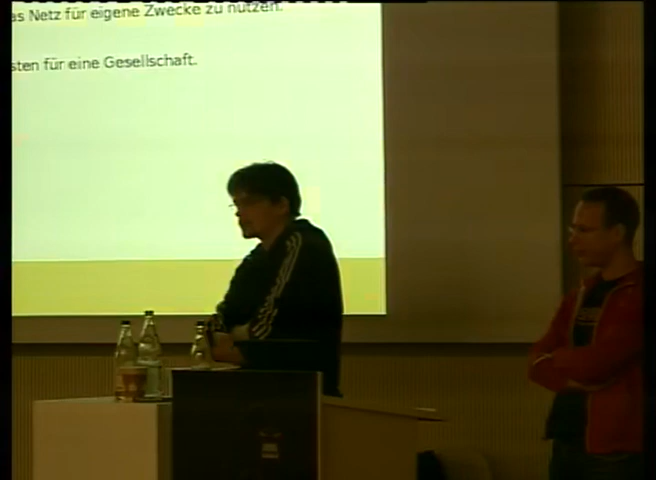 as Netz für eigene Zwecke zu nutzen.
sten für eine Gesellschaft.